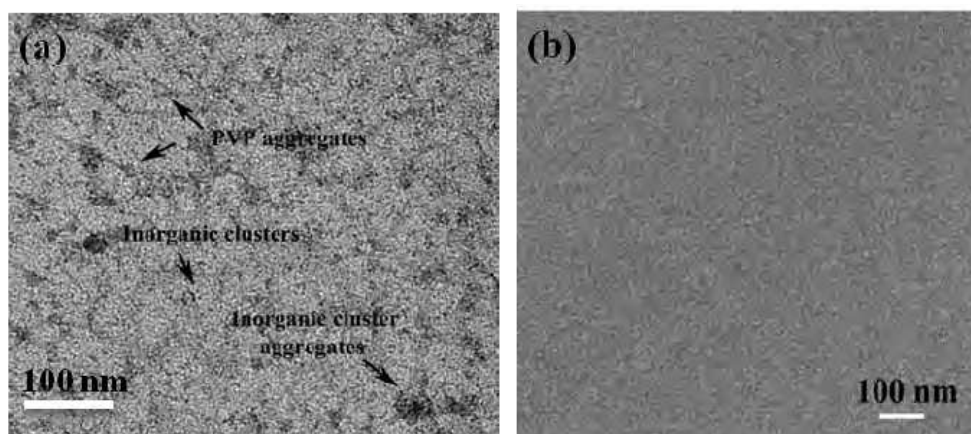 (a)
PVP aggregates
Inorganic clusters
Inorganic cluster
aggregates
100 nm
(b)
100 nm